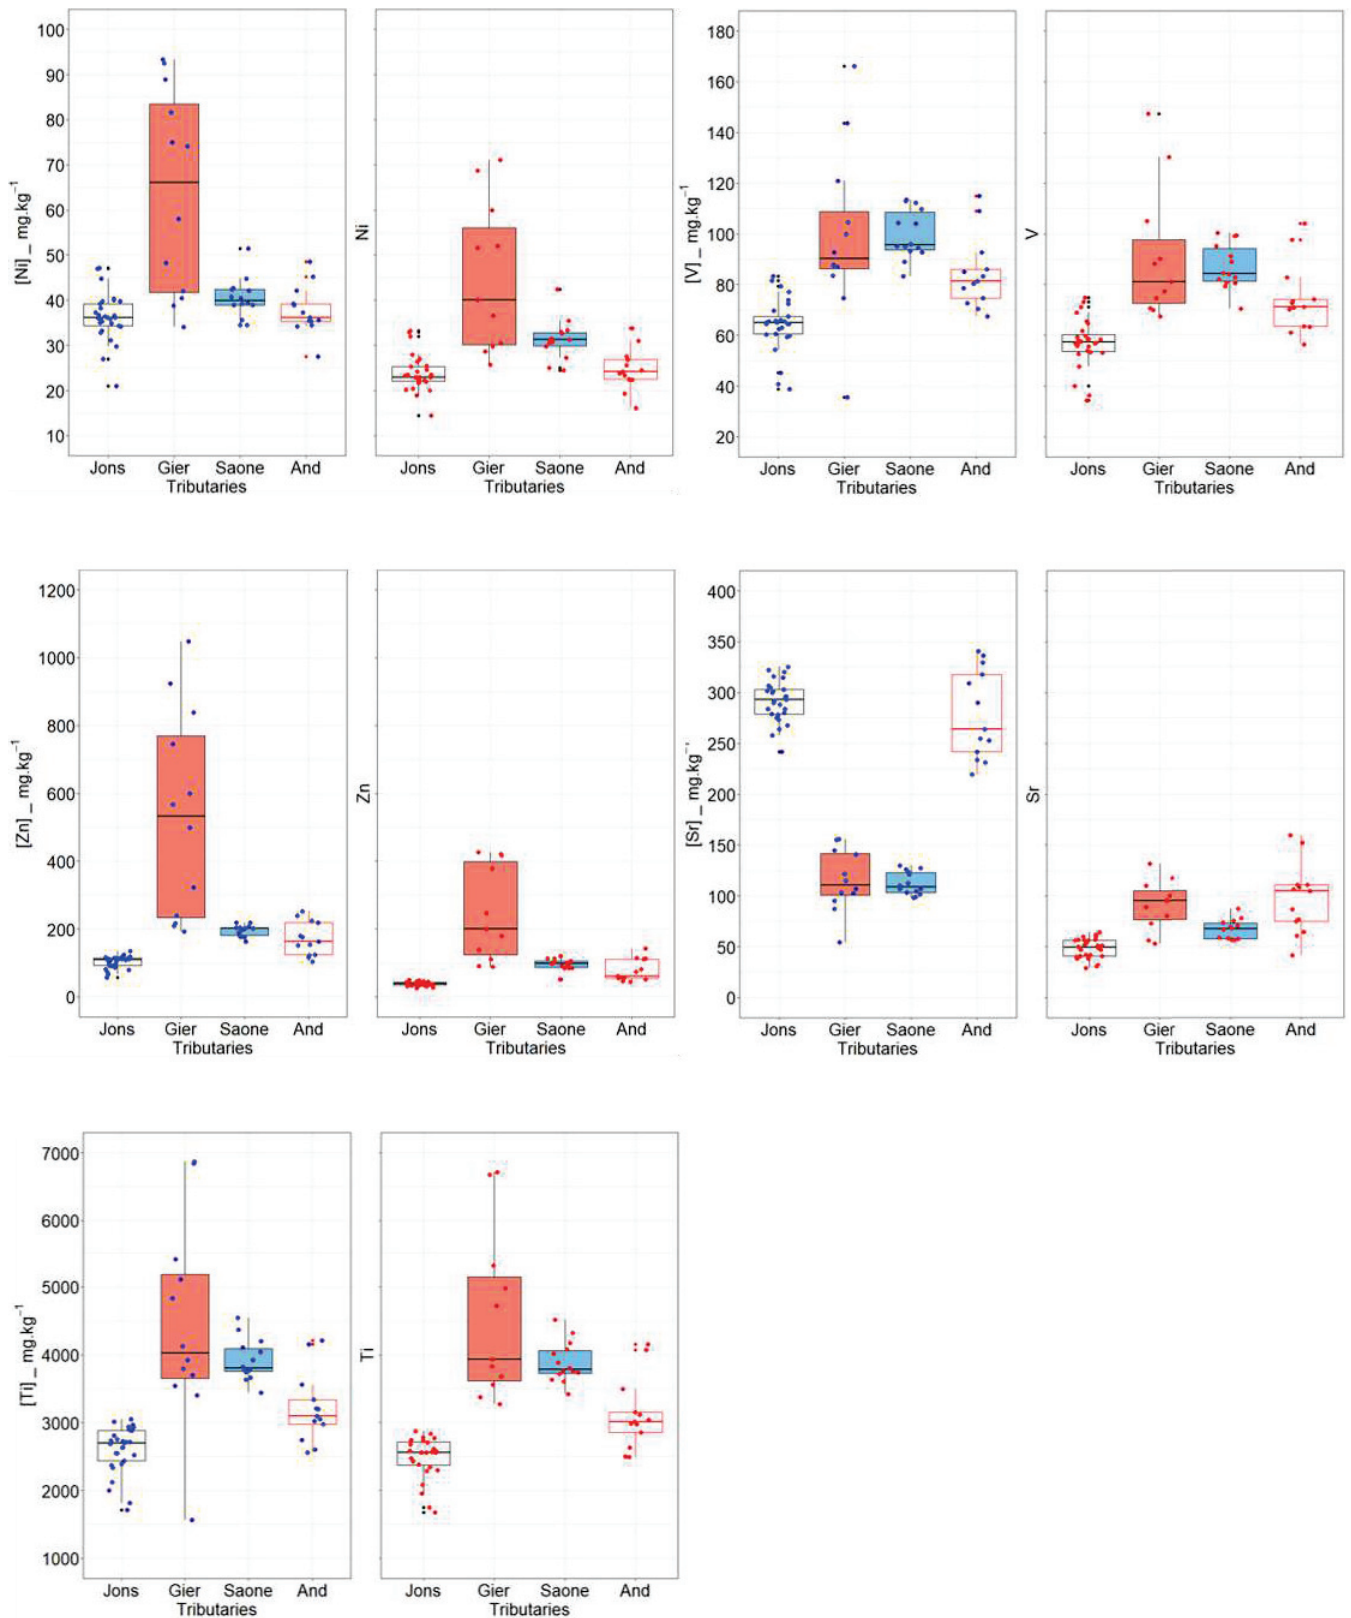 [Ni] _ mg.kg−1
100
90
80
70
60
50
40
30
20
10
Jons Gier Saone And
Tributaries
Ni
Jons Gier Saone And
Tributaries
[V] _ mg.kg−1
180
160
140
120
100
80
60
40
20
Jons Gier Saone And
Tributaries
V
Jons Gier Saone And
Tributaries
[Zn] _ mg.kg−1
1200
1000
800
600
400
200
0
Jons Gier Saone And
Tributaries
Zn
Jons Gier Saone And
Tributaries
[Sr] _ mg.kg−
400
350
300
250
200
150
100
50
0
Jons Gier Saone And
Tributaries
Sr
Jons Gier Saone And
Tributaries
[Ti] _ mg.kg−1
7000
6000
5000
4000
3000
2000
1000
Jons Gier Saone And
Tributaries
Ti
Jons Gier Saone And
Tributaries